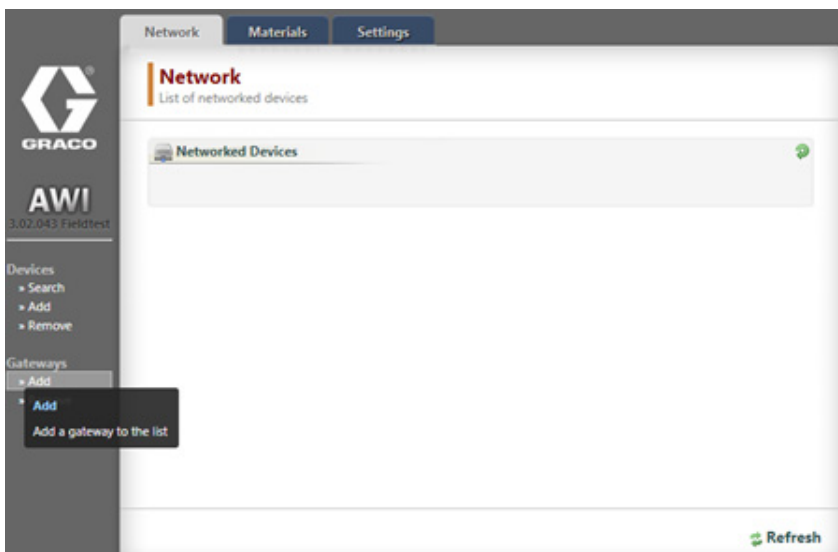 Network
Materials
Settings
GRACO
AWI
3.02.043 Fieldtest
Network
List of networked devices
Networked Devices
Devices
» Search
» Add
» Remove
Gateways
» Add
Add
Add a gateway to the list
Refresh